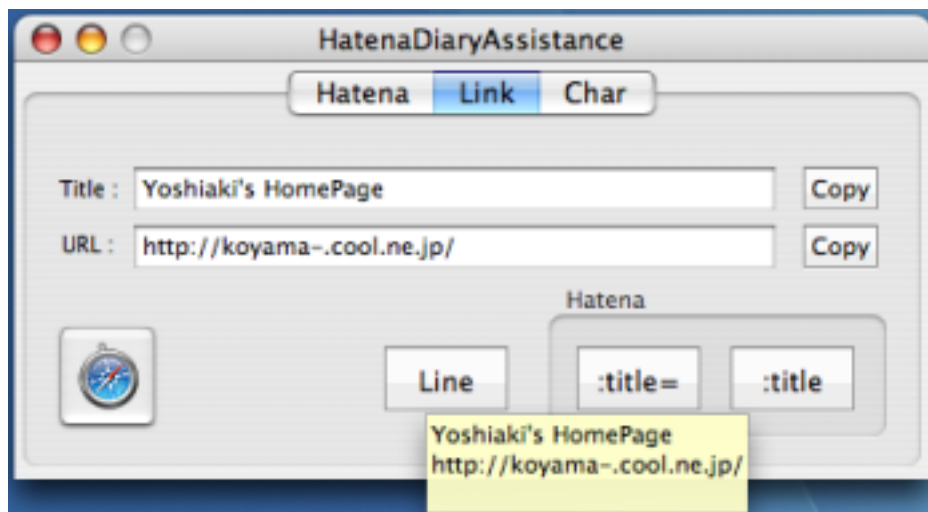 HatenaDiaryAssistance
Hatena Link Char
Title : Yoshiaki's HomePage Copy
URL : http://koyama-.cool.ne.jp/ Copy
Hatena
Line :title= :title
Yoshiaki's HomePage
http://koyama-.cool.ne.jp/